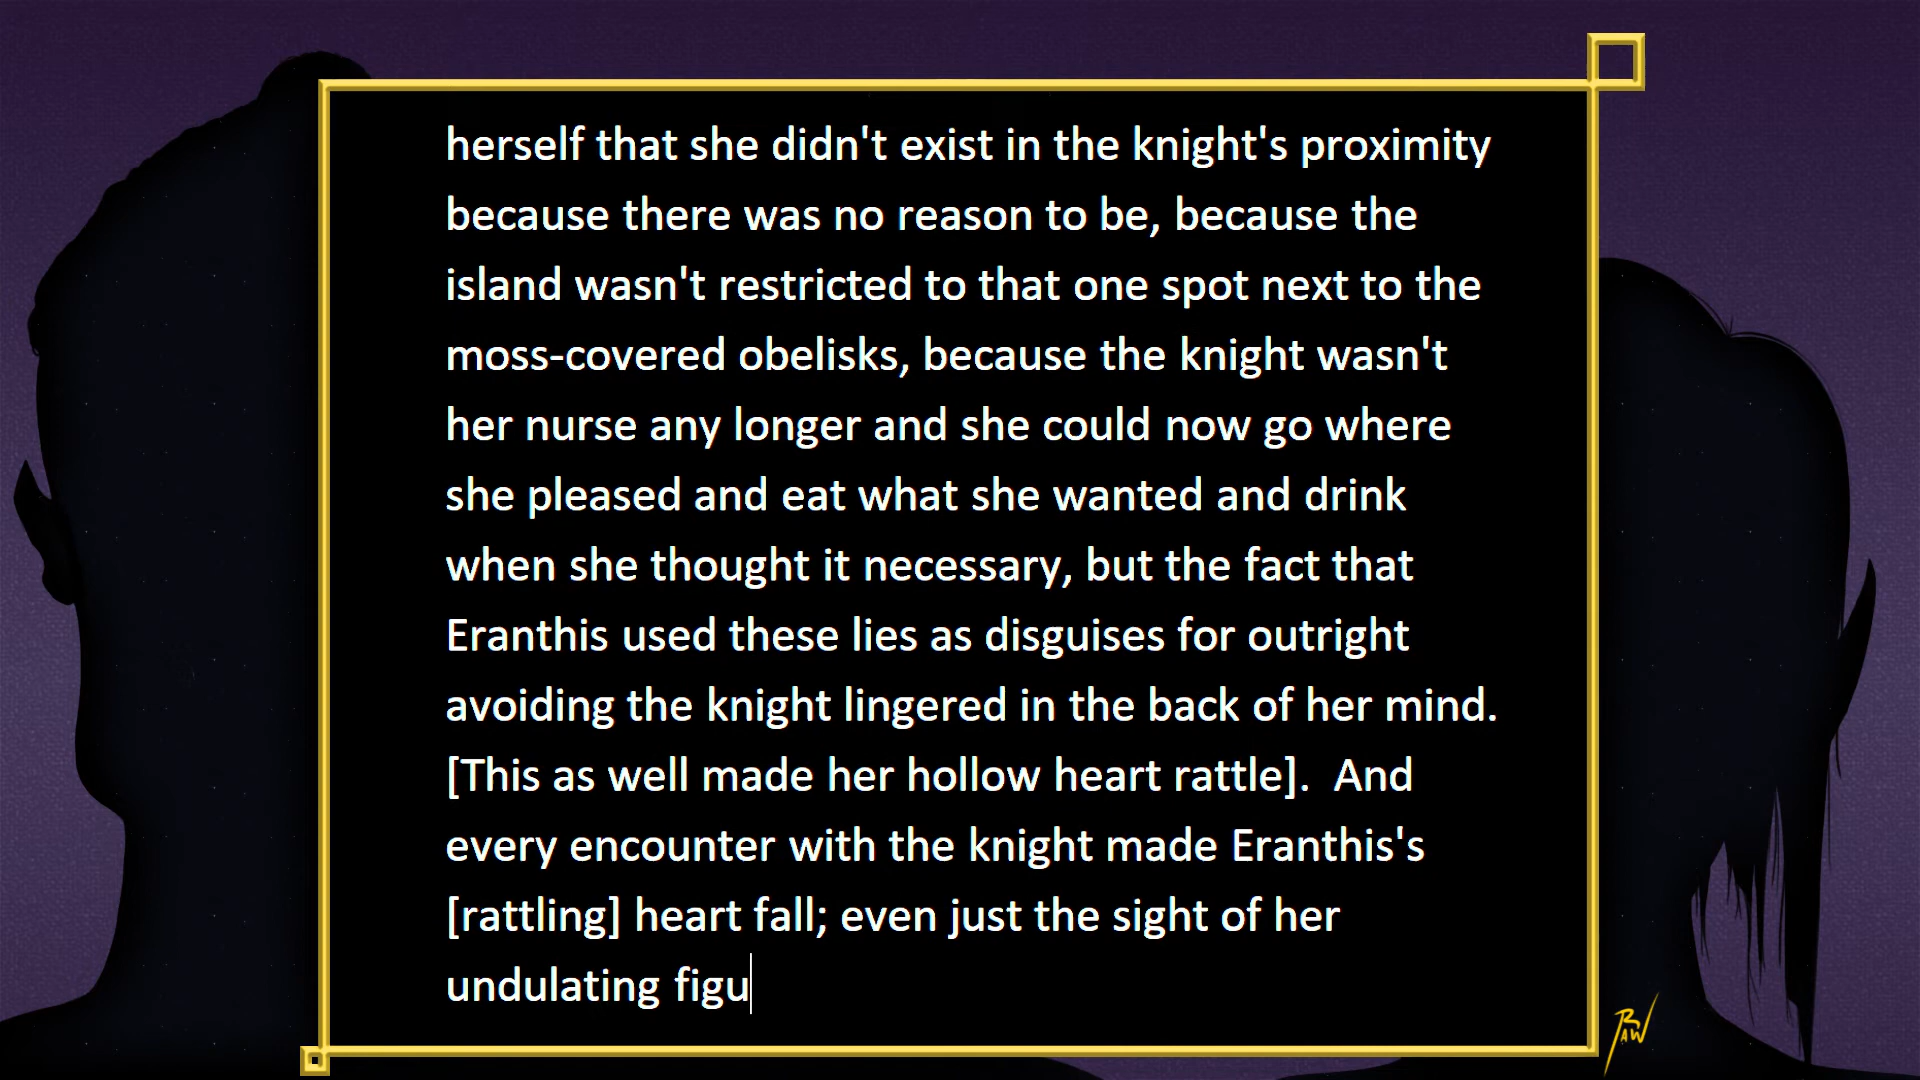 herself that she didn't exist in the knight's proximity
because there was no reason to be, because the
island wasn't restricted to that one spot next to the
moss-covered obelisks, because the knight wasn't
her nurse any longer and she could now go where
she pleased and eat what she wanted and drink
when she thought it necessary, but the fact that
Eranthis used these lies as disguises for outright
avoiding the knight lingered in the back of her mind.
[This as well made her hollow heart rattle].  And
every encounter with the knight made Eranthis's
[rattling] heart fall; even just the sight of her
undulating figu
RAW